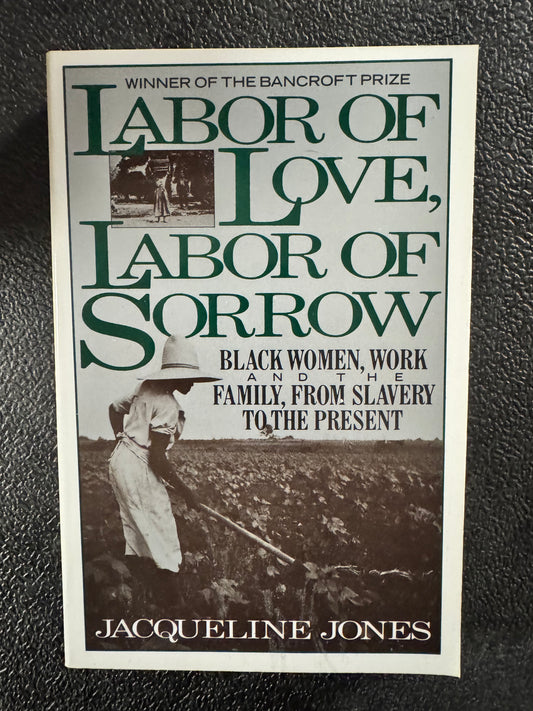 WINNER OF THE BANCROFT PRIZE
LABOR OF
LOVE,
LABOR OF
SORROW
BLACK WOMEN, WORK
AND THE
FAMILY, FROM SLAVERY
TO THE PRESENT
JACQUELINE JONES